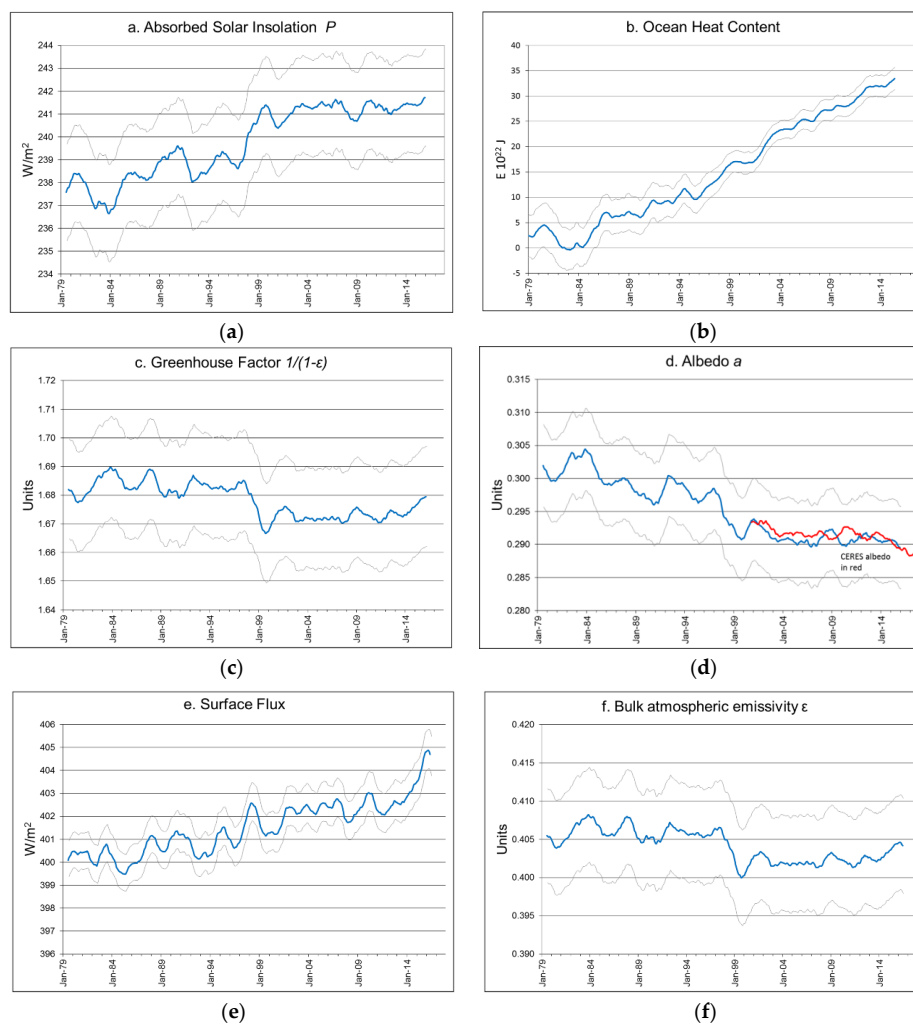 a. Absorbed Solar Insolation P
W/m²
244
243
242
241
240
239
238
237
236
235
234
Jan-79
Jan-84
Jan-89
Jan-94
Jan-99
Jan-04
Jan-09
Jan-14
(a)
b. Ocean Heat Content
E 10²² J
40
35
30
25
20
15
10
5
0
-5
Jan-79
Jan-84
Jan-89
Jan-94
Jan-99
Jan-04
Jan-09
Jan-14
(b)
c. Greenhouse Factor 1/(1-ε)
Units
1.72
1.71
1.70
1.69
1.68
1.67
1.66
1.65
1.64
Jan-79
Jan-84
Jan-89
Jan-94
Jan-99
Jan-04
Jan-09
Jan-14
(c)
d. Albedo a
Units
0.315
0.310
0.305
0.300
0.295
0.290
0.285
0.280
CERES albedo
in red
Jan-79
Jan-84
Jan-89
Jan-94
Jan-99
Jan-04
Jan-09
Jan-14
(d)
e. Surface Flux
W/m²
406
405
404
403
402
401
400
399
398
397
396
Jan-79
Jan-84
Jan-89
Jan-94
Jan-99
Jan-04
Jan-09
Jan-14
(e)
f. Bulk atmospheric emissivity ε
Units
0.420
0.415
0.410
0.405
0.400
0.395
0.390
Jan-79
Jan-84
Jan-89
Jan-94
Jan-99
Jan-04
Jan-09
Jan-14
(f)